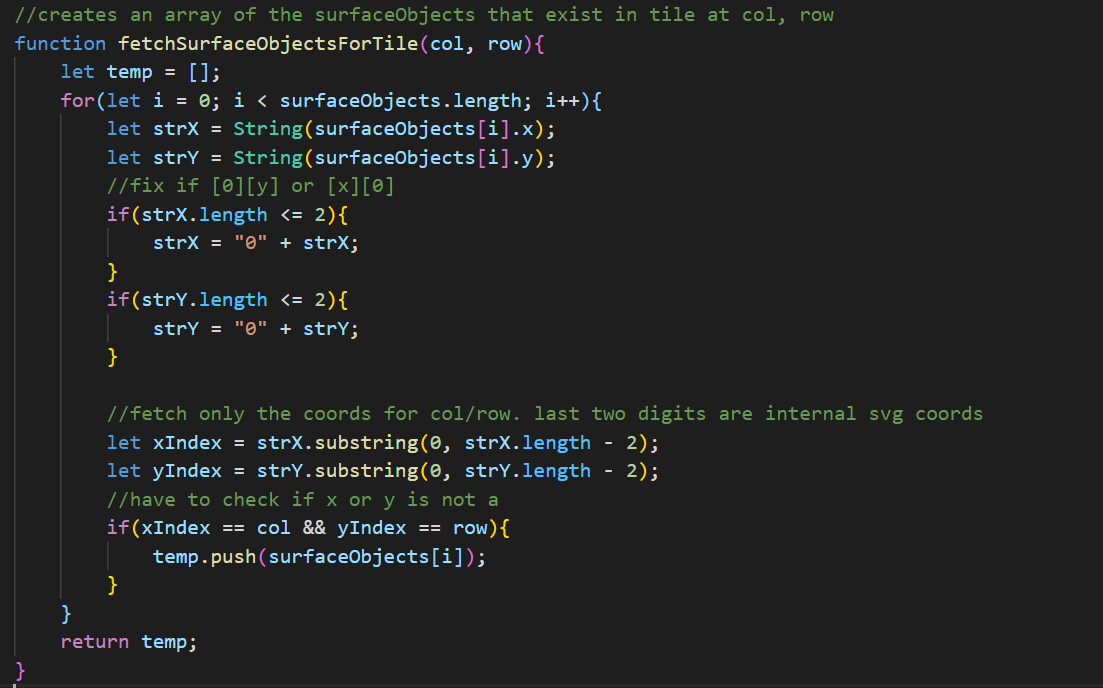 //creates an array of the surfaceObjects that exist in tile at col, row
function fetchSurfaceObjectsForTile(col, row){
    let temp = [];
    for(let i = 0; i < surfaceObjects.length; i++){
        let strX = String(surfaceObjects[i].x);
        let strY = String(surfaceObjects[i].y);
        //fix if [0][y] or [x][0]
        if(strX.length <= 2){
            strX = "0" + strX;
        }
        if(strY.length <= 2){
            strY = "0" + strY;
        }

        //fetch only the coords for col/row. last two digits are internal svg coords
        let xIndex = strX.substring(0, strX.length - 2);
        let yIndex = strY.substring(0, strY.length - 2);
        //have to check if x or y is not a
        if(xIndex == col && yIndex == row){
            temp.push(surfaceObjects[i]);
        }
    }
    return temp;
}